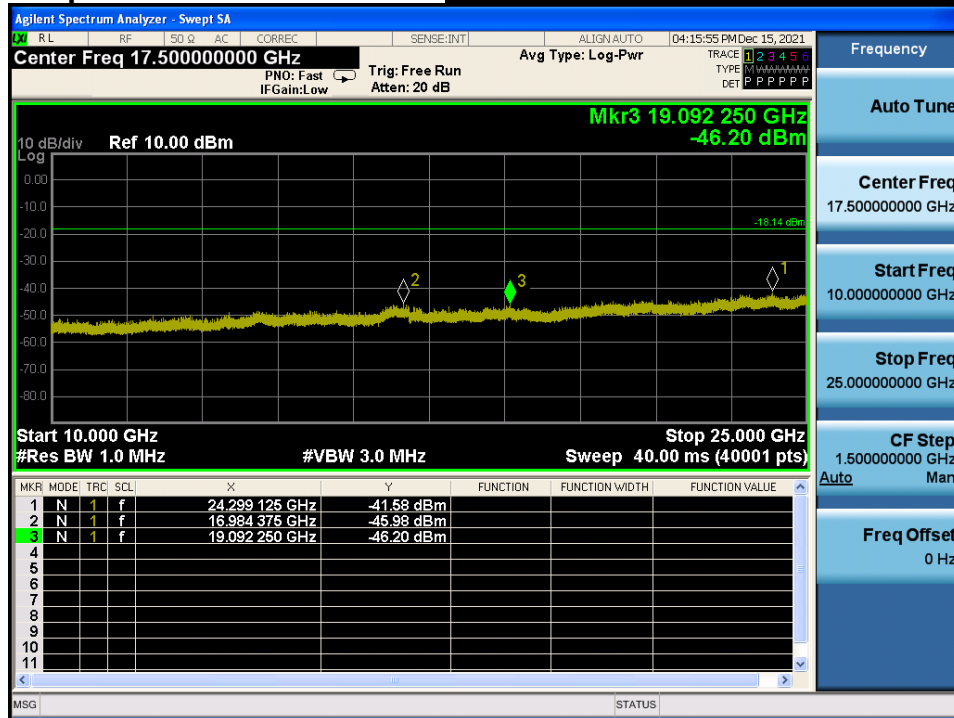 Agilent Spectrum Analyzer - Swept SA
LXI RL RF 50 Ω AC CORREC SENSE:INT ALIGN AUTO 04:15:55 PM Dec 15, 2021
Center Freq 17.500000000 GHz
PNO: Fast
IFGain:Low
Trig: Free Run
Atten: 20 dB
Avg Type: Log-Pwr
TRACE 1 2 3 4 5 6
TYPE M
DET P P P P P P
Mkr3 19.092 250 GHz
-46.20 dBm
10 dB/div Ref 10.00 dBm
Log
0.00
-10.0
-18.14 dBm
-20.0
-30.0
-40.0
-50.0
-60.0
-70.0
-80.0
2
3
1
Start 10.000 GHz Stop 25.000 GHz
#Res BW 1.0 MHz #VBW 3.0 MHz Sweep 40.00 ms (40001 pts)
MKR MODE TRC SCL X Y FUNCTION FUNCTION WIDTH FUNCTION VALUE
1 N 1 f 24.299 125 GHz -41.58 dBm
2 N 1 f 16.984 375 GHz -45.98 dBm
3 N 1 f 19.092 250 GHz -46.20 dBm
4
5
6
7
8
9
10
11
MSG STATUS
Frequency
Auto Tune
Center Freq
17.500000000 GHz
Start Freq
10.000000000 GHz
Stop Freq
25.000000000 GHz
CF Step
1.500000000 GHz
Auto Man
Freq Offset
0 Hz